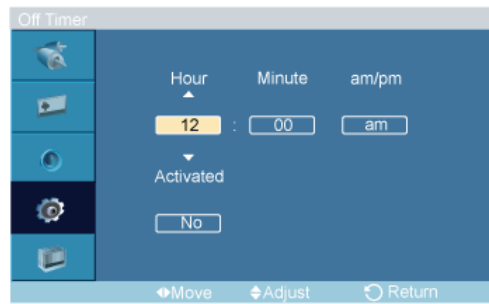 Off Timer
Hour Minute am/pm
12 : 00 am
Activated
No
Move Adjust Return